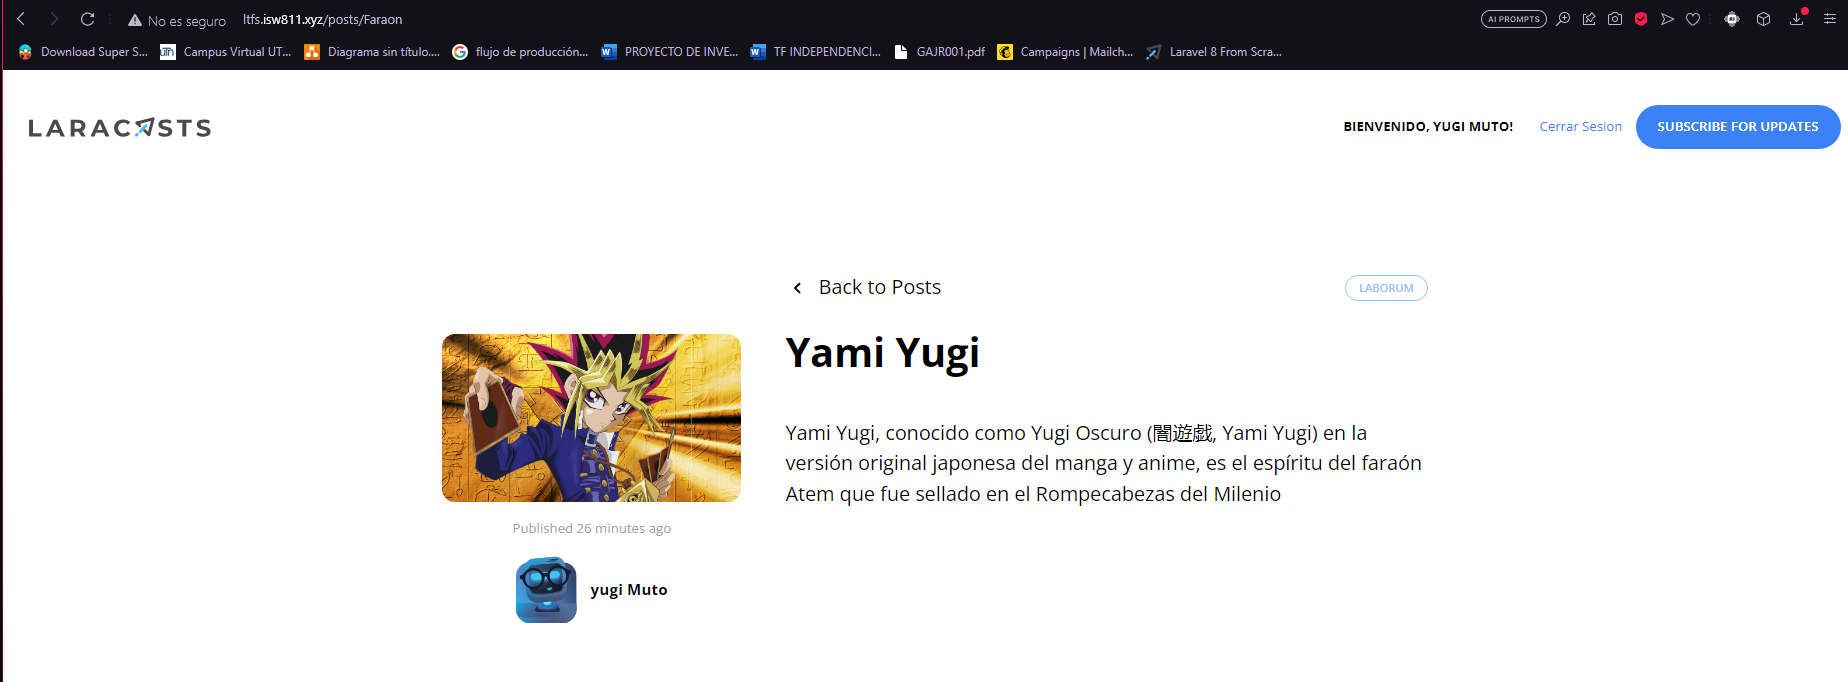 No es seguro ltfs.isw811.xyz/posts/Faraon AI PROMPTS
Download Super S... Campus Virtual UT... Diagrama sin título.... flujo de producción... PROYECTO DE INVE... TF INDEPENDENCI... GAJR001.pdf Campaigns | Mailch... Laravel 8 From Scra...
LARACASTS BIENVENIDO, YUGI MUTO! Cerrar Sesion SUBSCRIBE FOR UPDATES
Back to Posts LABORUM
Yami Yugi
Yami Yugi, conocido como Yugi Oscuro (闇遊戯, Yami Yugi) en la
versión original japonesa del manga y anime, es el espíritu del faraón
Atem que fue sellado en el Rompecabezas del Milenio
Published 26 minutes ago
yugi Muto